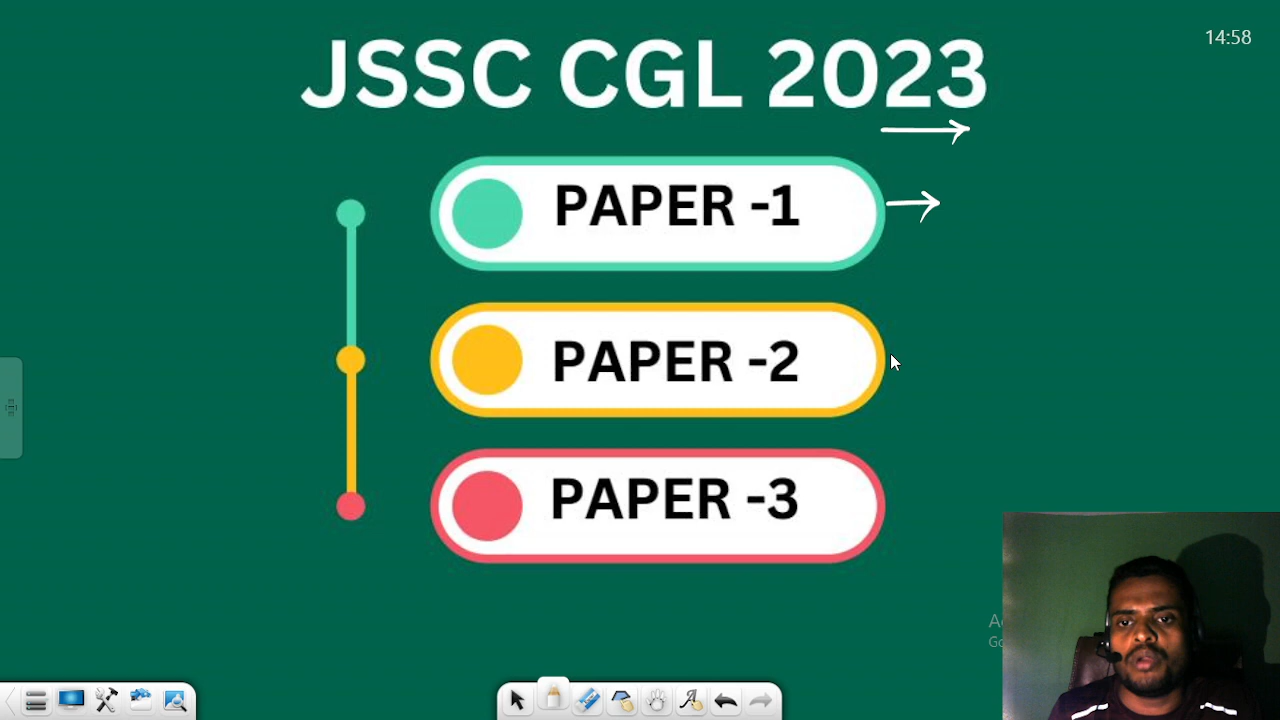 JSSC CGL 2023
14:58
PAPER -1
PAPER -2
PAPER -3